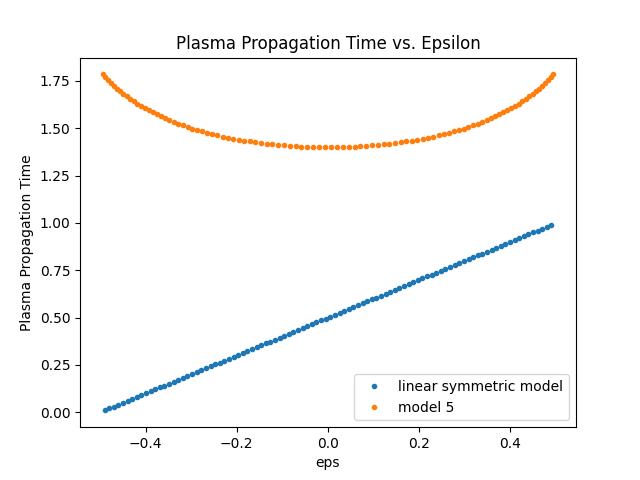 Plasma Propagation Time vs. Epsilon
Plasma Propagation Time
1.75
1.50
1.25
1.00
0.75
0.50
0.25
0.00
linear symmetric model
model 5
−0.4 −0.2 0.0 0.2 0.4
eps